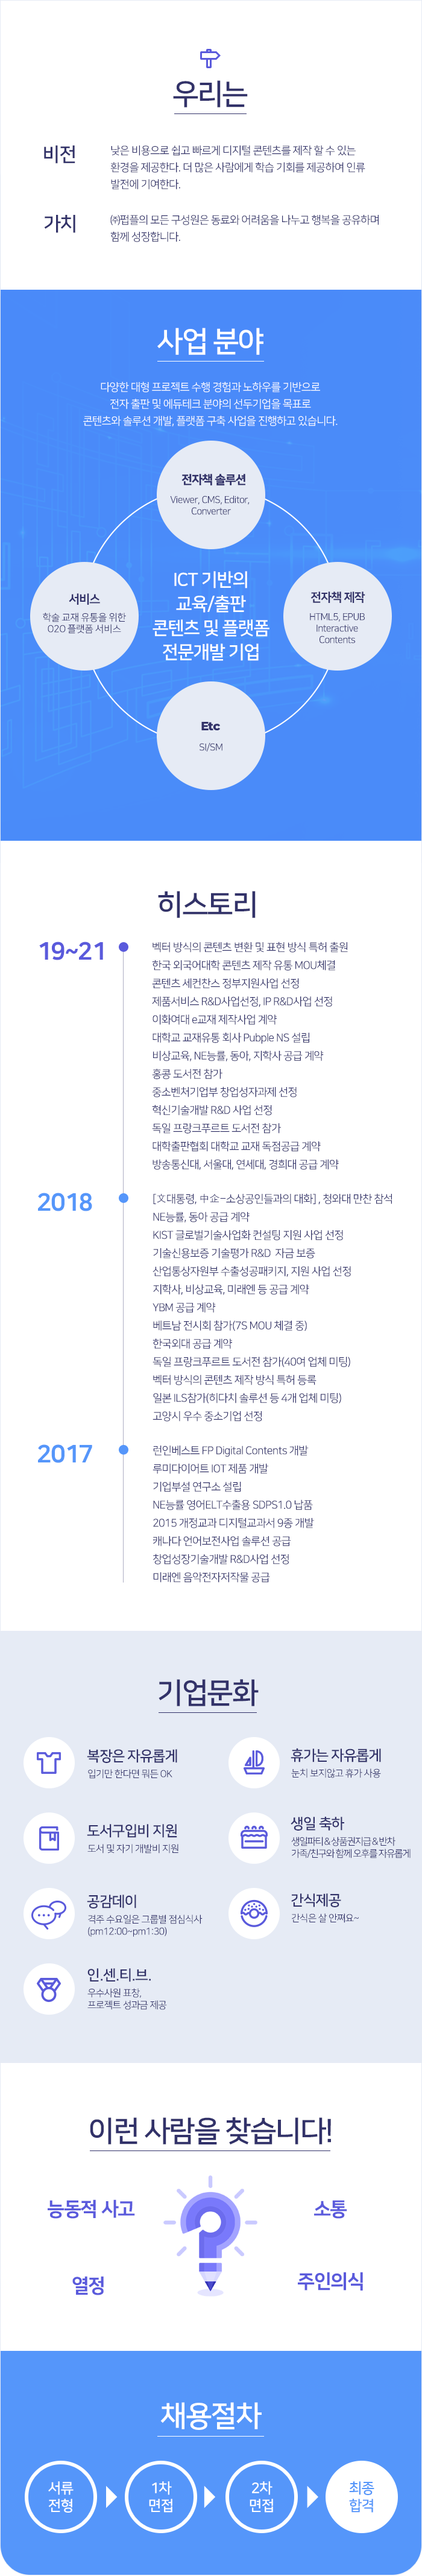 우리는
비전
낮은 비용으로 쉽고 빠르게 디지털 콘텐츠를 제작 할 수 있는
환경을 제공한다. 더 많은 사람에게 학습 기회를 제공하여 인류
발전에 기여한다.
가치
㈜펍플의 모든 구성원은 동료와 어려움을 나누고 행복을 공유하며
함께 성장합니다.
사업 분야
다양한 대형 프로젝트 수행 경험과 노하우를 기반으로
전자 출판 및 에듀테크 분야의 선두기업을 목표로
콘텐츠와 솔루션 개발, 플랫폼 구축 사업을 진행하고 있습니다.
전자책 솔루션
Viewer, CMS, Editor,
Converter
서비스
학술 교재 유통을 위한
O2O 플랫폼 서비스
ICT 기반의
교육/출판
콘텐츠 및 플랫폼
전문개발 기업
전자책 제작
HTML5, EPUB
Interactive
Contents
Etc
SI/SM
히스토리
19~21
벡터 방식의 콘텐츠 변환 및 표현 방식 특허 출원
한국 외국어대학 콘텐츠 제작 유통 MOU체결
콘텐츠 세컨찬스 정부지원사업 선정
제품서비스 R&D사업선정, IP R&D사업 선정
이화여대 e교재 제작사업 계약
대학교 교재유통 회사 Pubple NS 설립
비상교육, NE능률, 동아, 지학사 공급 계약
홍콩 도서전 참가
중소벤처기업부 창업성자과제 선정
혁신기술개발 R&D 사업 선정
독일 프랑크푸르트 도서전 참가
대학출판협회 대학교 교재 독점공급 계약
방송통신대, 서울대, 연세대, 경희대 공급 계약
2018
[文대통령, 中企-소상공인들과의 대화] , 청와대 만찬 참석
NE능률, 동아 공급 계약
KIST 글로벌기술사업화 컨설팅 지원 사업 선정
기술신용보증 기술평가 R&D 자금 보증
산업통상자원부 수출성공패키지, 지원 사업 선정
지학사, 비상교육, 미래엔 등 공급 계약
YBM 공급 계약
베트남 전시회 참가(7S MOU 체결 중)
한국외대 공급 계약
독일 프랑크푸르트 도서전 참가(40여 업체 미팅)
벡터 방식의 콘텐츠 제작 방식 특허 등록
일본 ILS참가(히다치 솔루션 등 4개 업체 미팅)
고양시 우수 중소기업 선정
2017
런인베스트 FP Digital Contents 개발
루미다이어트 IOT 제품 개발
기업부설 연구소 설립
NE능률 영어ELT수출용 SDPS1.0 납품
2015 개정교과 디지털교과서 9종 개발
캐나다 언어보전사업 솔루션 공급
창업성장기술개발 R&D사업 선정
미래엔 음악전자저작물 공급
기업문화
복장은 자유롭게
입기만 한다면 뭐든 OK
휴가는 자유롭게
눈치 보지않고 휴가 사용
도서구입비 지원
도서 및 자기 개발비 지원
생일 축하
생일파티&상품권지급&반차
가족/친구와 함께 오후를 자유롭게
공감데이
격주 수요일은 그룹별 점심식사
(pm12:00~pm1:30)
간식제공
간식은 살 안쪄요~
인.센.티.브.
우수사원 표창,
프로젝트 성과금 제공
이런 사람을 찾습니다!
능동적 사고
소통
열정
주인의식
채용절차
서류
전형
1차
면접
2차
면접
최종
합격